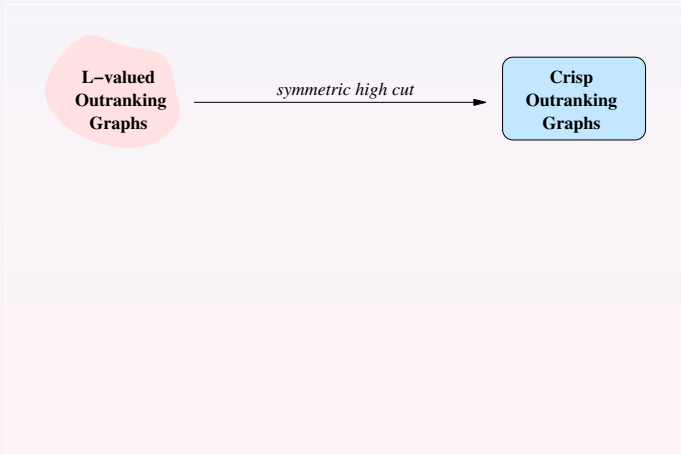 L−valued
Outranking
Graphs
symmetric high cut
Crisp
Outranking
Graphs